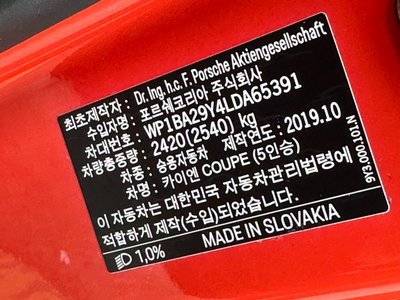 최초제작자 : Dr. Ing. h.c. F. Porsche Aktiengesellschaft
수입자명 : 포르쉐코리아 주식회사
차대번호 : WP1BA29Y4LDA65391
차량총중량 : 2420(2540) kg
차종 : 승용자동차 제작연도 : 2019.10
차명 : 카이엔 COUPE (5인승)
이 자동차는 대한민국 자동차관리법령에
적합하게 제작(수입)되었습니다.
1,0% MADE IN SLOVAKIA
9Y3.000.101.N